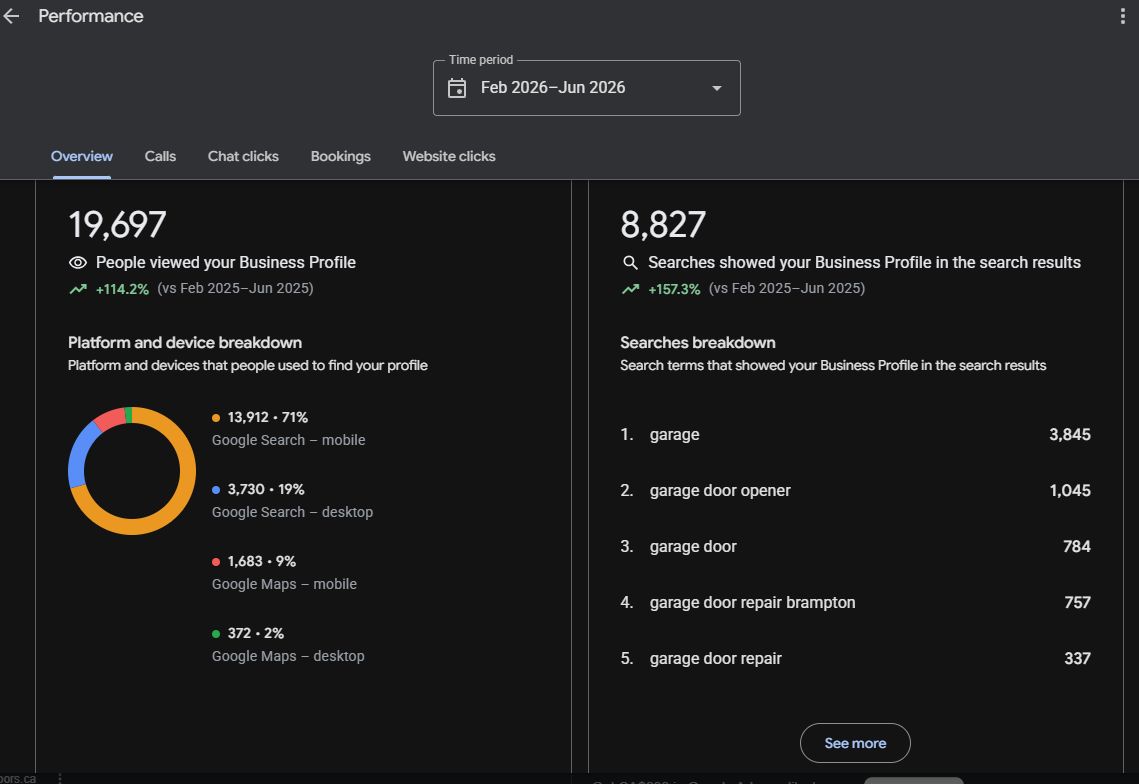 Performance
Time period
Feb 2026–Jun 2026
Overview
Calls
Chat clicks
Bookings
Website clicks
19,697
People viewed your Business Profile
+114.2% (vs Feb 2025–Jun 2025)
Platform and device breakdown
Platform and devices that people used to find your profile
13,912 • 71%
Google Search – mobile
3,730 • 19%
Google Search – desktop
1,683 • 9%
Google Maps – mobile
372 • 2%
Google Maps – desktop
8,827
Searches showed your Business Profile in the search results
+157.3% (vs Feb 2025–Jun 2025)
Searches breakdown
Search terms that showed your Business Profile in the search results
1. garage 3,845
2. garage door opener 1,045
3. garage door 784
4. garage door repair brampton 757
5. garage door repair 337
See more